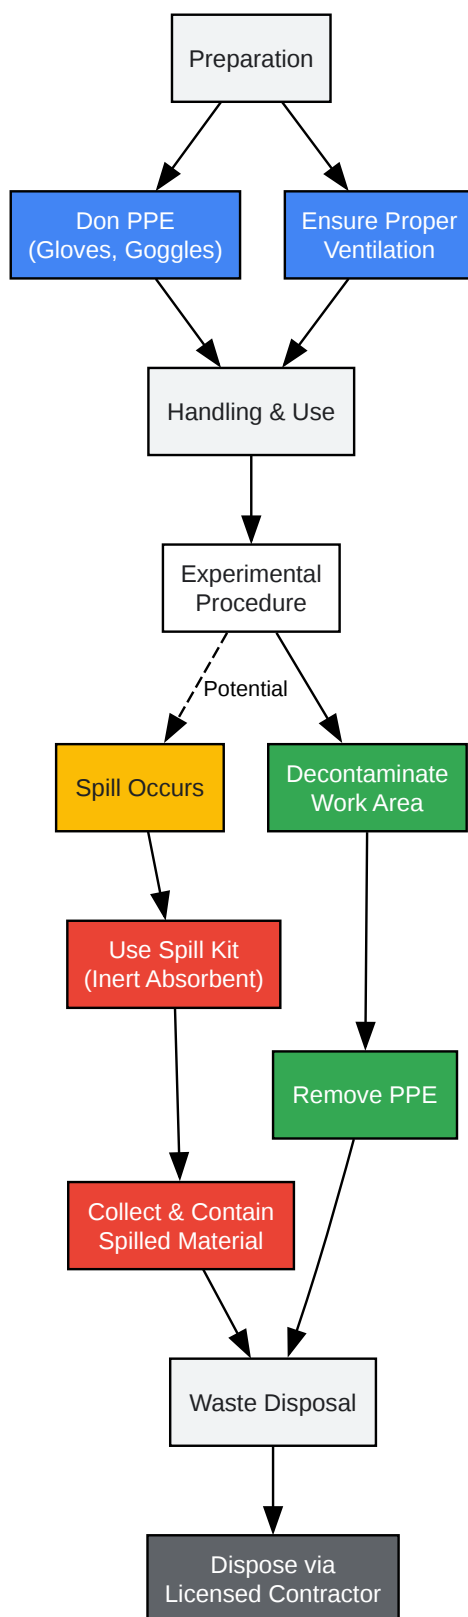 Preparation
Don PPE
(Gloves, Goggles)
Ensure Proper
Ventilation
Handling & Use
Experimental
Procedure
Potential
Spill Occurs
Decontaminate
Work Area
Use Spill Kit
(Inert Absorbent)
Remove PPE
Collect & Contain
Spilled Material
Waste Disposal
Dispose via
Licensed Contractor